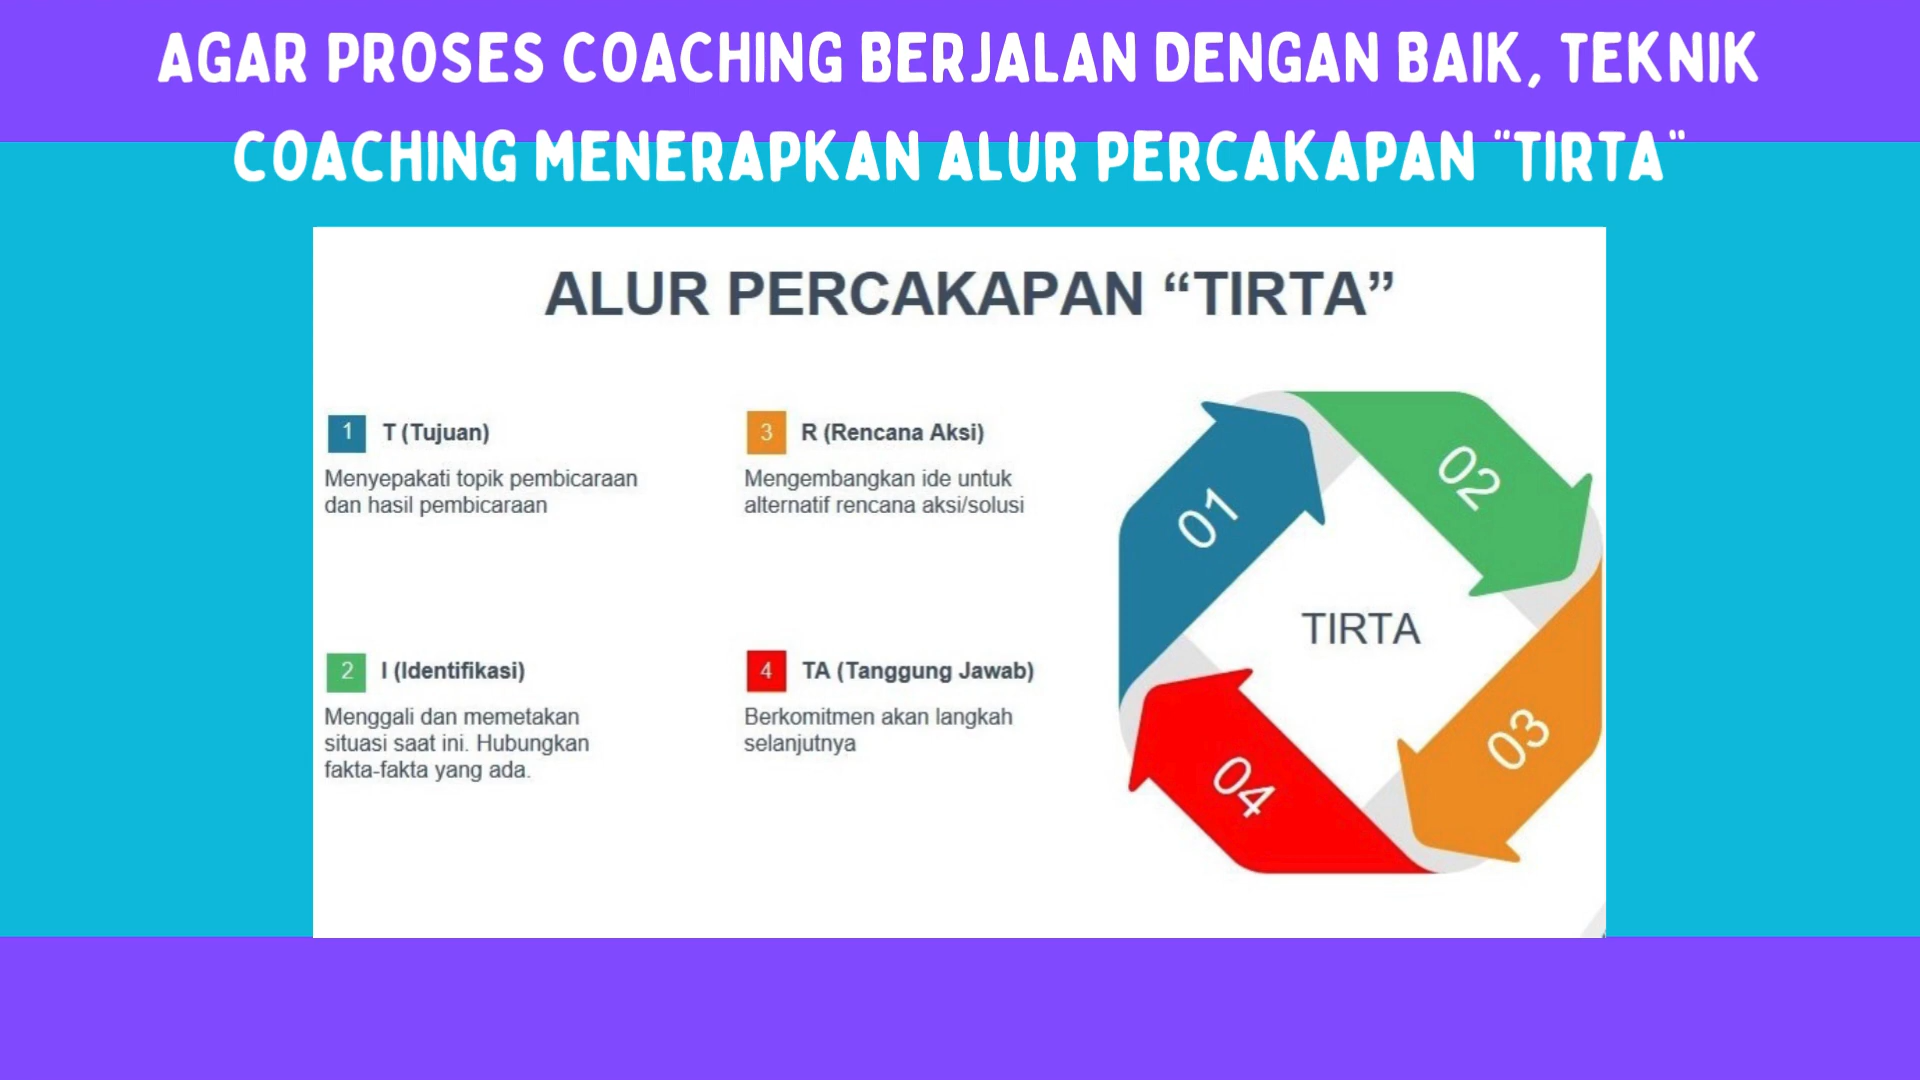 AGAR PROSES COACHING BERJALAN DENGAN BAIK, TEKNIK
COACHING MENERAPKAN ALUR PERCAKAPAN "TIRTA"
ALUR PERCAKAPAN “TIRTA”
1 T (Tujuan)
Menyepakati topik pembicaraan
dan hasil pembicaraan
2 I (Identifikasi)
Menggali dan memetakan
situasi saat ini. Hubungkan
fakta-fakta yang ada.
3 R (Rencana Aksi)
Mengembangkan ide untuk
alternatif rencana aksi/solusi
4 TA (Tanggung Jawab)
Berkomitmen akan langkah
selanjutnya
01
02
03
04
TIRTA